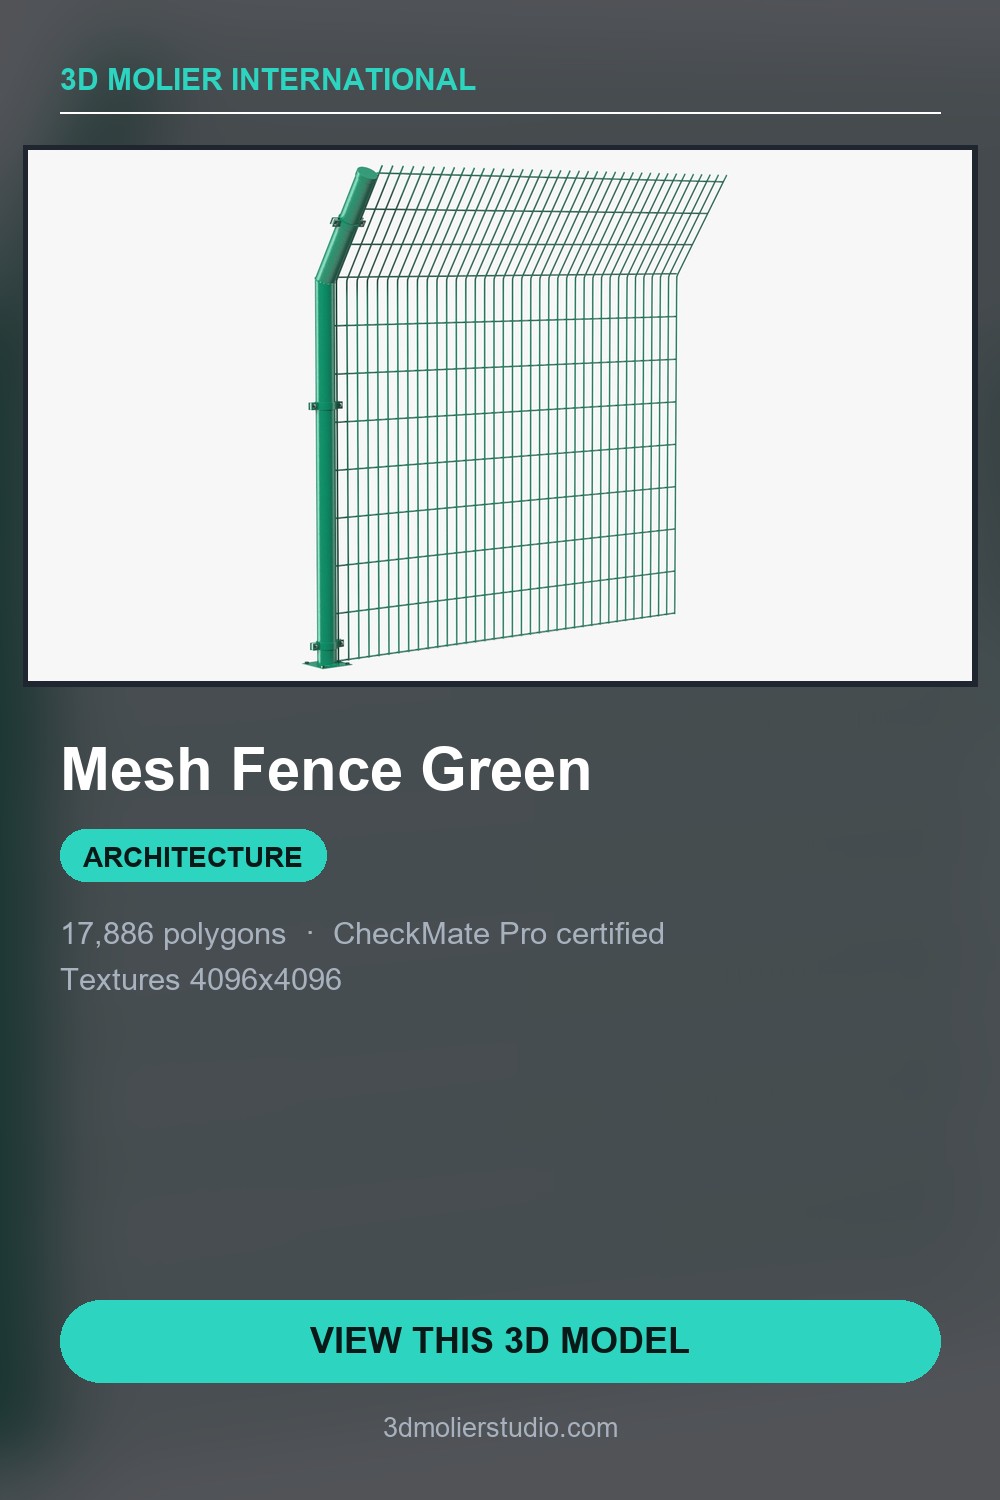 3D MOLIER INTERNATIONAL
Mesh Fence Green
ARCHITECTURE
17,886 polygons · CheckMate Pro certified
Textures 4096x4096
VIEW THIS 3D MODEL
3dmolierstudio.com